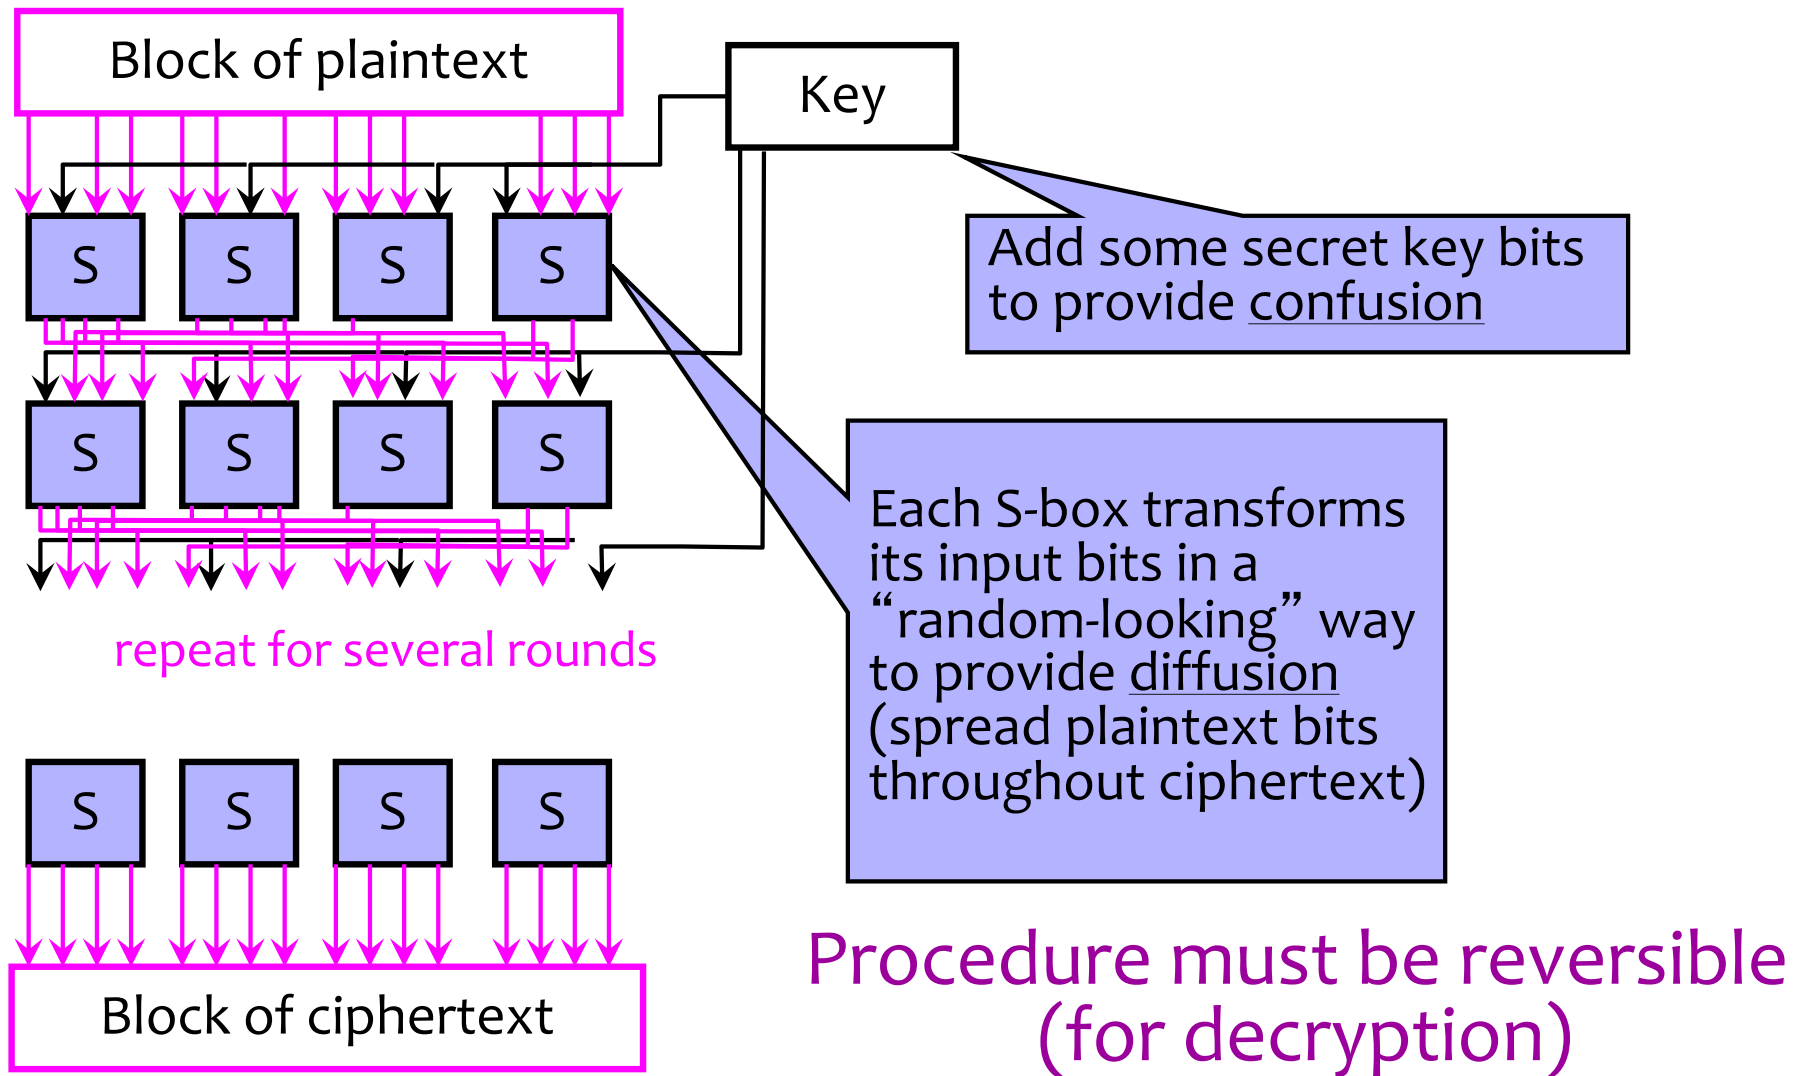 Block of plaintext
Key
S S S S
Add some secret key bits
to provide confusion
S S S S
Each S-box transforms
its input bits in a
“random-looking” way
to provide diffusion
(spread plaintext bits
throughout ciphertext)
repeat for several rounds
S S S S
Block of ciphertext
Procedure must be reversible
(for decryption)